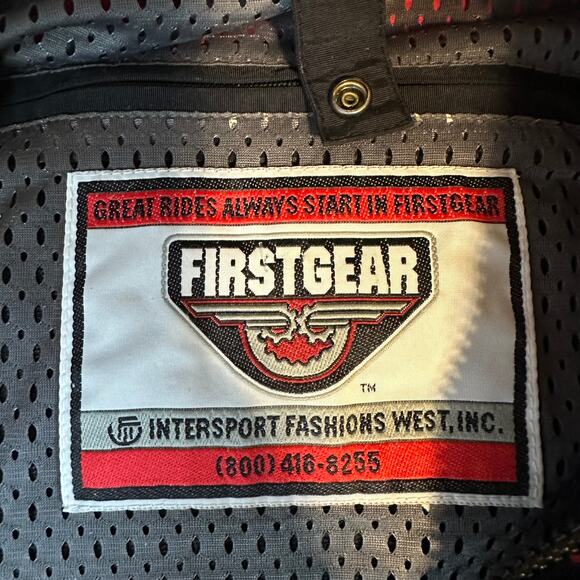 GREAT RIDES ALWAYS START IN FIRSTGEAR
FIRSTGEAR
TM
INTERSPORT FASHIONS WEST, INC.
(800) 416-8255